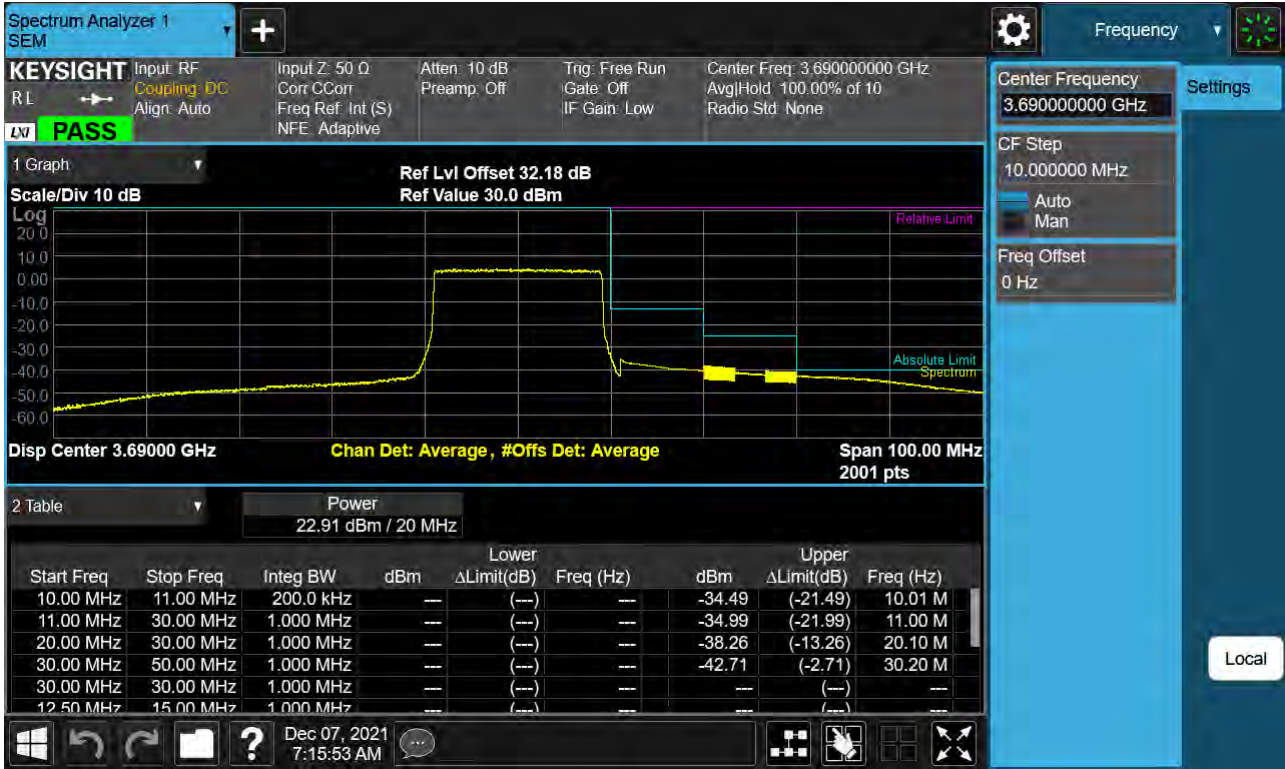 Spectrum Analyzer 1
SEM
Frequency
KEYSIGHT
RL
LXI
PASS
Input: RF
Coupling: DC
Align: Auto
Input Z: 50 Ω
Corr CCorr
Freq Ref: Int (S)
NFE: Adaptive
Atten: 10 dB
Preamp: Off
Trig: Free Run
Gate: Off
IF Gain: Low
Center Freq: 3.690000000 GHz
Avg|Hold: 100.00% of 10
Radio Std: None
Center Frequency
3.690000000 GHz
Settings
CF Step
10.000000 MHz
Auto
Man
Freq Offset
0 Hz
Local
1 Graph
Scale/Div 10 dB
Ref Lvl Offset 32.18 dB
Ref Value 30.0 dBm
Log
20.0
10.0
0.00
-10.0
-20.0
-30.0
-40.0
-50.0
-60.0
Relative Limit
Absolute Limit
Spectrum
Disp Center 3.69000 GHz
Chan Det: Average, #Offs Det: Average
Span 100.00 MHz
2001 pts
2 Table
Power
22.91 dBm / 20 MHz
Lower Upper
Start Freq Stop Freq Integ BW dBm ΔLimit(dB) Freq (Hz) dBm ΔLimit(dB) Freq (Hz)
10.00 MHz 11.00 MHz 200.0 kHz --- (---) --- -34.49 (-21.49) 10.01 M
11.00 MHz 30.00 MHz 1.000 MHz --- (---) --- -34.99 (-21.99) 11.00 M
20.00 MHz 30.00 MHz 1.000 MHz --- (---) --- -38.26 (-13.26) 20.10 M
30.00 MHz 50.00 MHz 1.000 MHz --- (---) --- -42.71 (-2.71) 30.20 M
30.00 MHz 30.00 MHz 1.000 MHz --- (---) --- --- (---) ---
12.50 MHz 15.00 MHz 1.000 MHz --- (---) --- --- (---) ---
Dec 07, 2021
7:15:53 AM